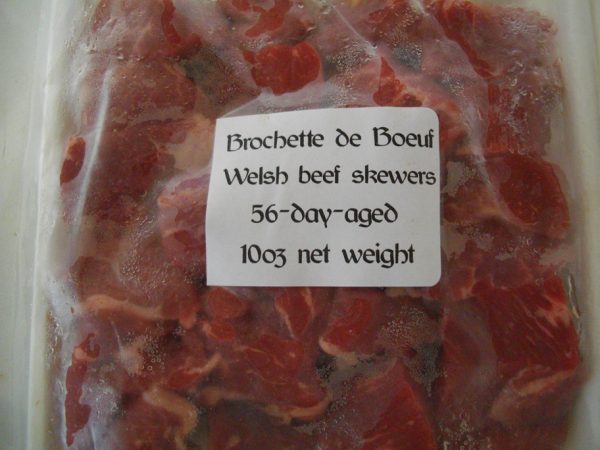 Brochette de Boeuf
Welsh beef skewers
56-day-aged
10oz net weight